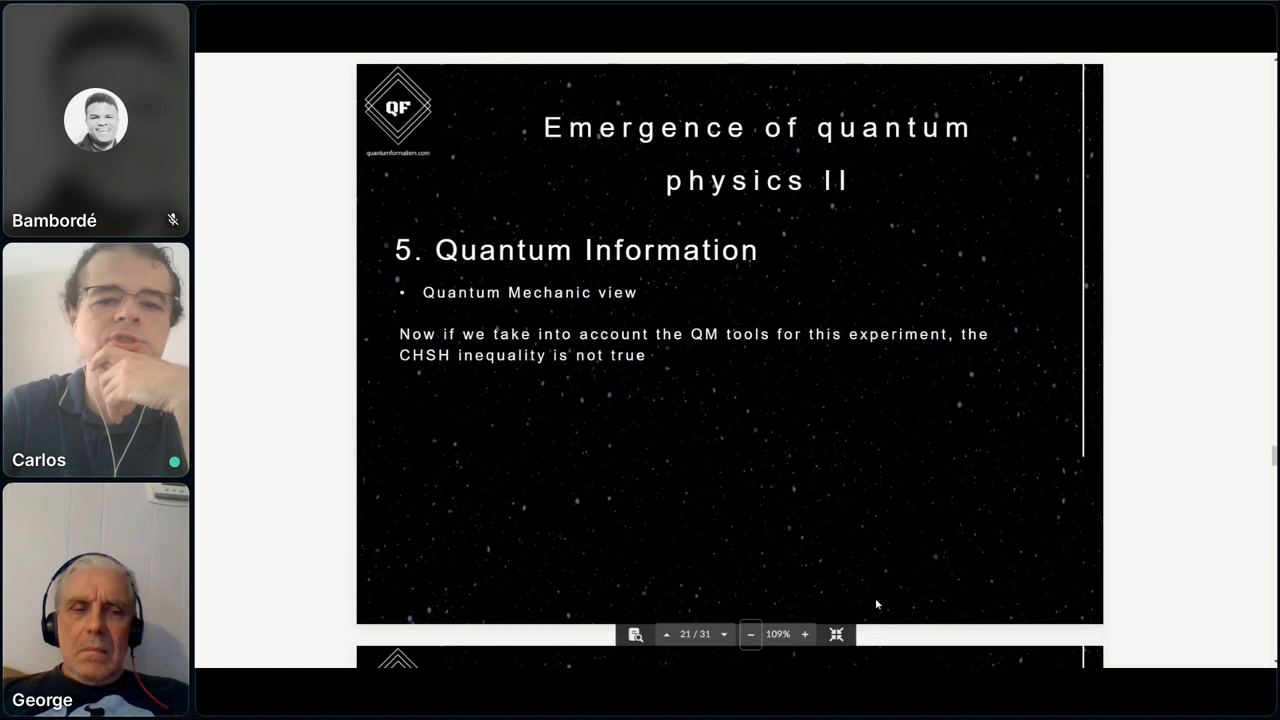 Bambordé
Carlos
George
QF
quantumformalism.com
Emergence of quantum
physics II
5. Quantum Information
• Quantum Mechanic view
Now if we take into account the QM tools for this experiment, the
CHSH inequality is not true
21 / 31
109%